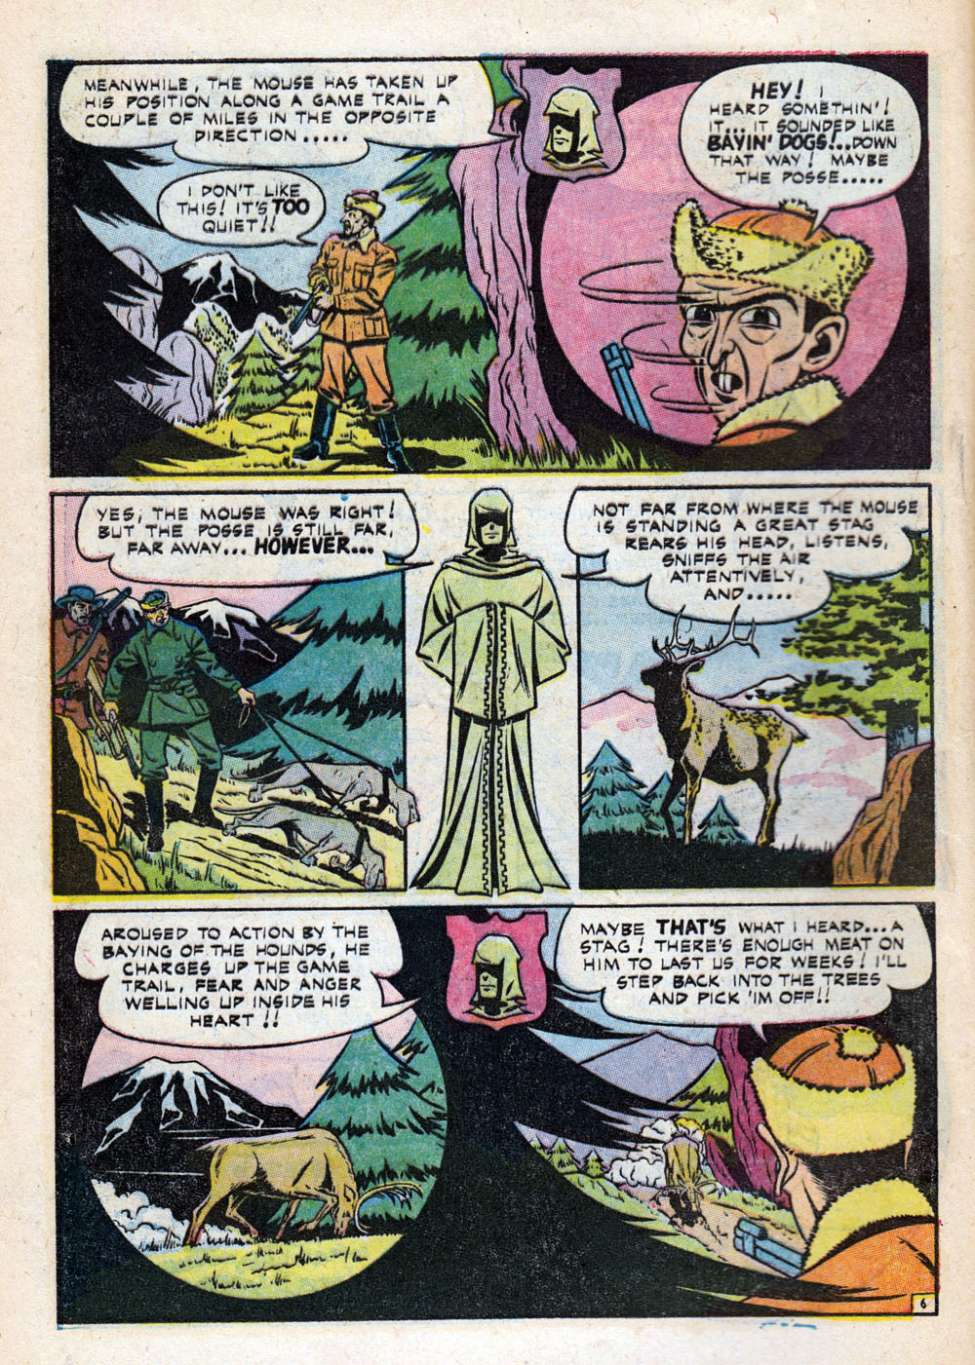 MEANWHILE, THE MOUSE HAS TAKEN UP
HIS POSITION ALONG A GAME TRAIL A
COUPLE OF MILES IN THE OPPOSITE
DIRECTION.....
I DON'T LIKE
THIS! IT'S TOO
QUIET!!
HEY! I
HEARD SOMETHIN'!
IT... IT SOUNDED LIKE
BAYIN' DOGS!..DOWN
THAT WAY! MAYBE
THE POSSE.....
YES, THE MOUSE WAS RIGHT!
BUT THE POSSE IS STILL FAR,
FAR AWAY... HOWEVER...
NOT FAR FROM WHERE THE MOUSE
IS STANDING A GREAT STAG
REARS HIS HEAD, LISTENS,
SNIFFS THE AIR
ATTENTIVELY,
AND.....
AROUSED TO ACTION BY THE
BAYING OF THE HOUNDS, HE
CHARGES UP THE GAME
TRAIL, FEAR AND ANGER
WELLING UP INSIDE HIS
HEART!!
MAYBE THAT'S WHAT I HEARD...A
STAG! THERE'S ENOUGH MEAT ON
HIM TO LAST US FOR WEEKS! I'LL
STEP BACK INTO THE TREES
AND PICK 'IM OFF!!
6